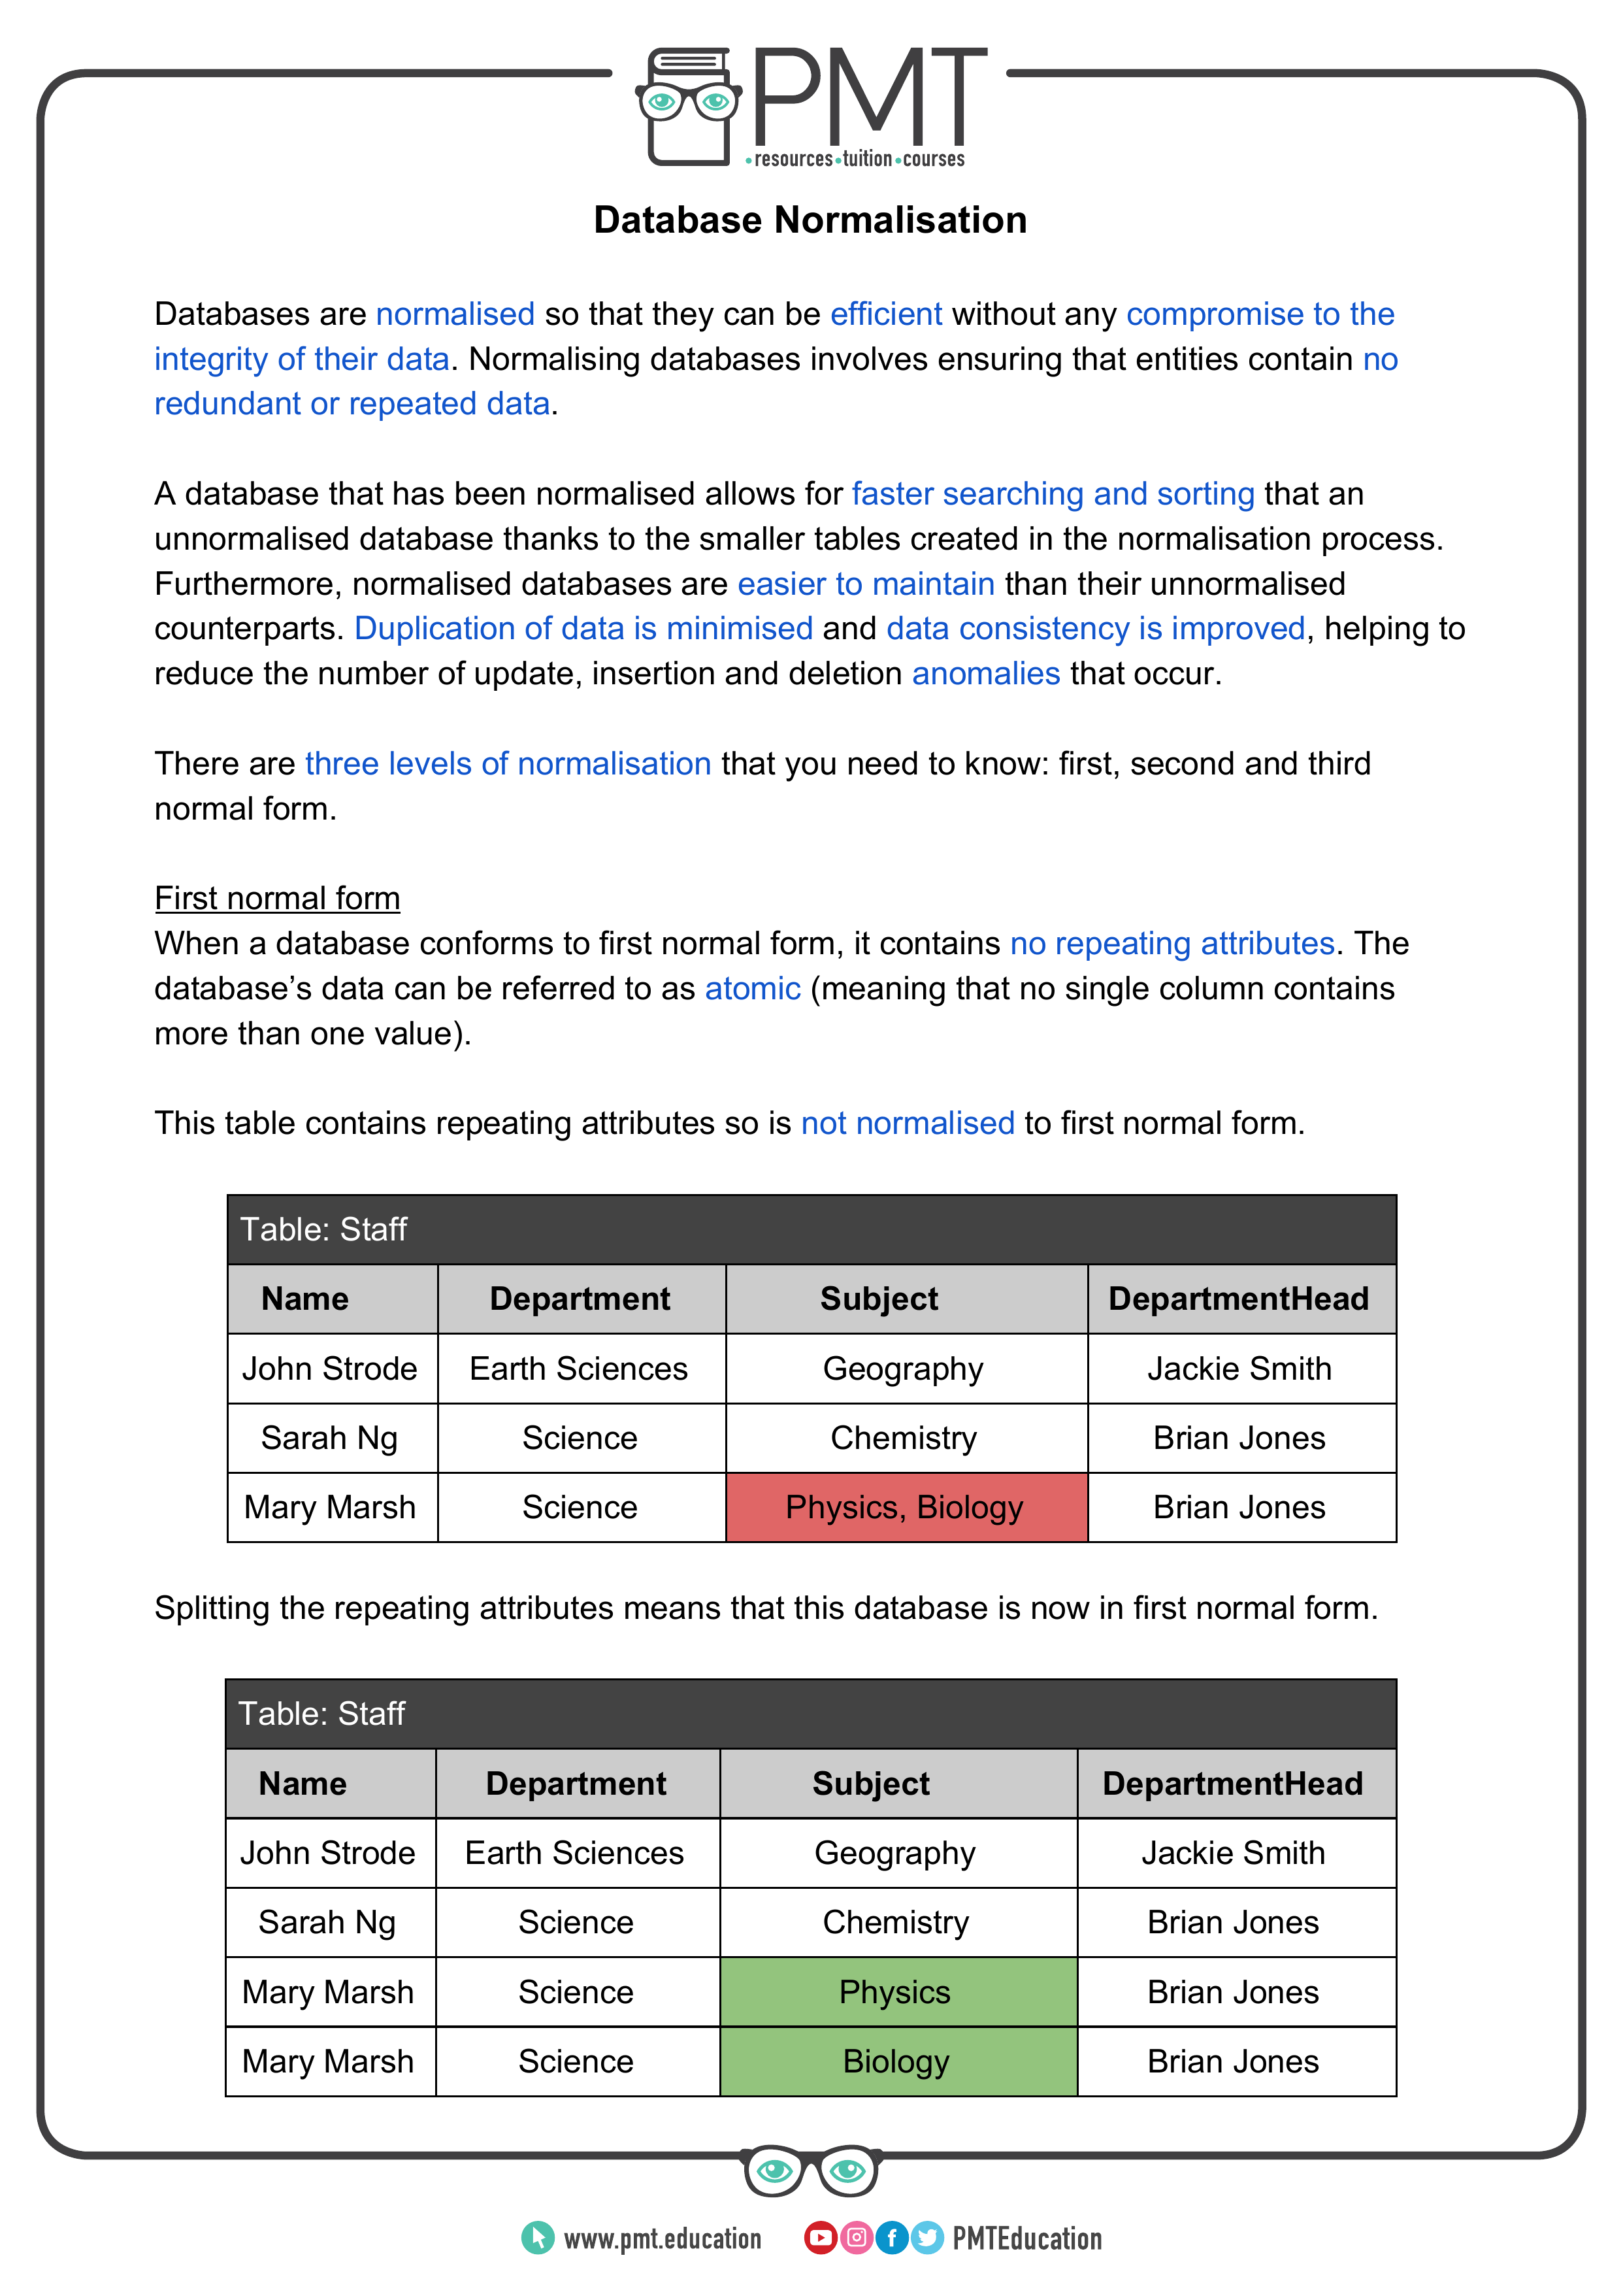 PMT
•resources•tuition•courses
Database Normalisation
Databases are normalised so that they can be efficient without any compromise to the
integrity of their data. Normalising databases involves ensuring that entities contain no
redundant or repeated data.
A database that has been normalised allows for faster searching and sorting that an
unnormalised database thanks to the smaller tables created in the normalisation process.
Furthermore, normalised databases are easier to maintain than their unnormalised
counterparts. Duplication of data is minimised and data consistency is improved, helping to
reduce the number of update, insertion and deletion anomalies that occur.
There are three levels of normalisation that you need to know: first, second and third
normal form.
First normal form
When a database conforms to first normal form, it contains no repeating attributes. The
database’s data can be referred to as atomic (meaning that no single column contains
more than one value).
This table contains repeating attributes so is not normalised to first normal form.
Table: Staff
Name Department Subject DepartmentHead
John Strode Earth Sciences Geography Jackie Smith
Sarah Ng Science Chemistry Brian Jones
Mary Marsh Science Physics, Biology Brian Jones
Splitting the repeating attributes means that this database is now in first normal form.
Table: Staff
Name Department Subject DepartmentHead
John Strode Earth Sciences Geography Jackie Smith
Sarah Ng Science Chemistry Brian Jones
Mary Marsh Science Physics Brian Jones
Mary Marsh Science Biology Brian Jones
www.pmt.education PMTEducation